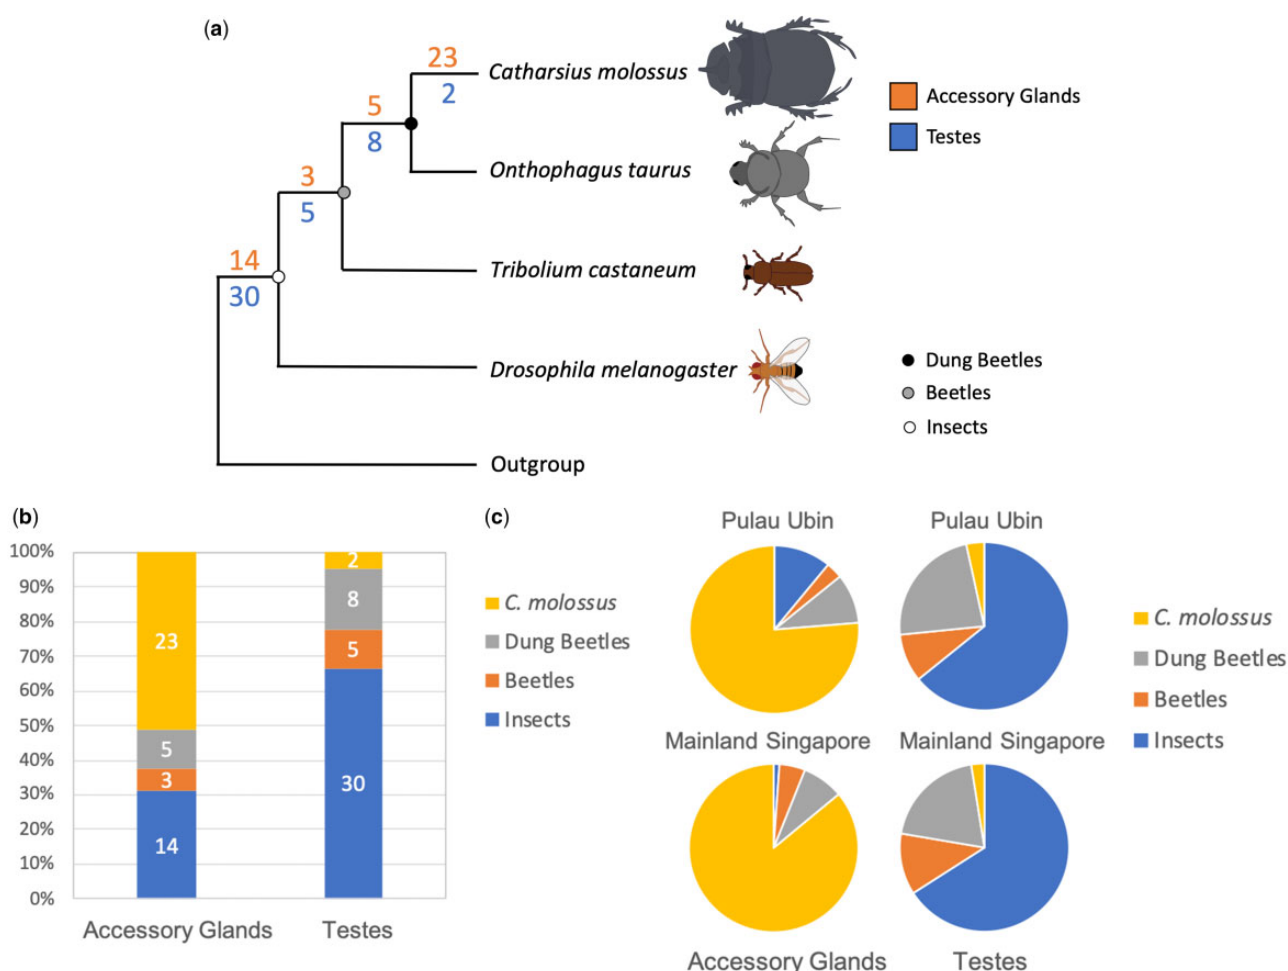 (a)
23
Catharsius molossus
2
5
8
Accessory Glands
Testes
Onthophagus taurus
3
5
Tribolium castaneum
14
30
Drosophila melanogaster
Dung Beetles
Beetles
Insects
Outgroup
(b)
100%
90%
80%
70%
60%
50%
40%
30%
20%
10%
0%
23
5
3
14
2
8
5
30
Accessory Glands
Testes
C. molossus
Dung Beetles
Beetles
Insects
(c)
Pulau Ubin
Pulau Ubin
Mainland Singapore
Mainland Singapore
Accessory Glands
Testes
C. molossus
Dung Beetles
Beetles
Insects